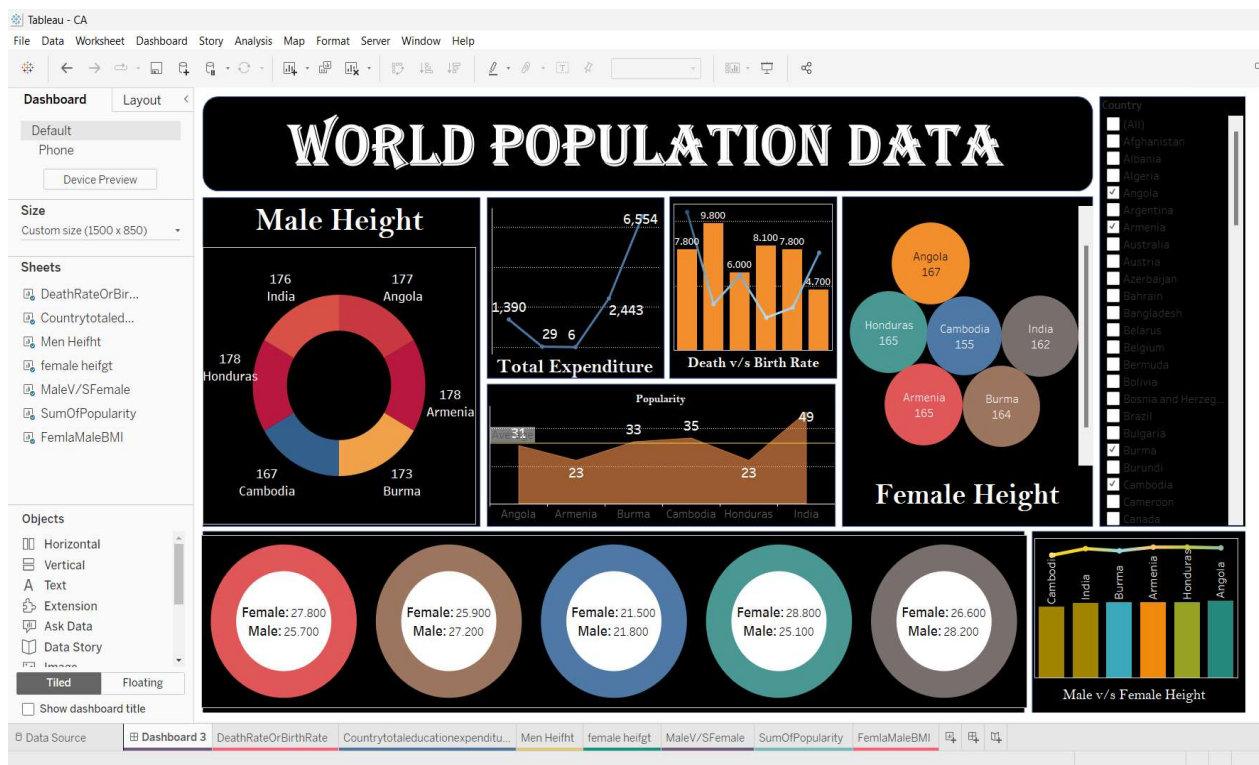 Tableau - CA
File Data Worksheet Dashboard Story Analysis Map Format Server Window Help
Dashboard Layout
Default
Phone
Device Preview
Size
Custom size (1500 x 850)
Sheets
DeathRateOrBir...
Countrytotaled...
Men Heifht
female heifgt
MaleV/SFemale
SumOfPopularity
FemlaMaleBMI
Objects
Horizontal
Vertical
Text
Extension
Ask Data
Data Story
Image
Tiled Floating
Show dashboard title
WORLD POPULATION DATA
Male Height
176
India
177
Angola
178
Honduras
178
Armenia
167
Cambodia
173
Burma
6,554
1,390
29 6
2,443
Total Expenditure
9.800
7.800
8.100 7.800
6.000
4.700
Death v/s Birth Rate
Popularity
31
23
33
35
23
49
Angola Armenia Burma Cambodia Honduras India
Angola
167
Honduras
165
Cambodia
155
India
162
Armenia
165
Burma
164
Female Height
Country
(All)
Afghanistan
Albania
Algeria
Angola
Argentina
Armenia
Australia
Austria
Azerbaijan
Bahrain
Bangladesh
Belarus
Belgium
Bermuda
Bolivia
Bosnia and Herzeg...
Brazil
Bulgaria
Burma
Burundi
Cambodia
Cameroon
Canada
Female: 27.800
Male: 25.700
Female: 25.900
Male: 27.200
Female: 21.500
Male: 21.800
Female: 28.800
Male: 25.100
Female: 26.600
Male: 28.200
Cambodi
India
Burma
Armenia
Honduras
Angola
Male v/s Female Height
Data Source Dashboard 3 DeathRateOrBirthRate Countrytotaleducationexpenditu... Men Heifht female heifgt MaleV/SFemale SumOfPopularity FemlaMaleBMI